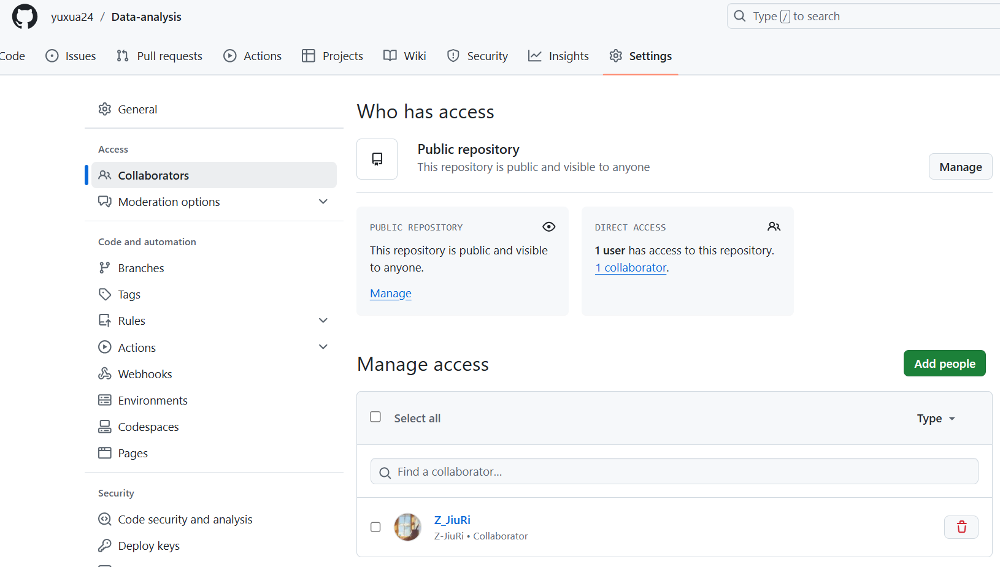 yuxua24 / Data-analysis
Type / to search
Code Issues Pull requests Actions Projects Wiki Security Insights Settings
General
Access
Collaborators
Moderation options
Code and automation
Branches
Tags
Rules
Actions
Webhooks
Environments
Codespaces
Pages
Security
Code security and analysis
Deploy keys
Who has access
Public repository
This repository is public and visible to anyone
Manage
PUBLIC REPOSITORY
This repository is public and visible
to anyone.
Manage
DIRECT ACCESS
1 user has access to this repository.
1 collaborator.
Manage access
Add people
Select all
Type
Find a collaborator...
Z_JiuRi
Z-JiuRi • Collaborator